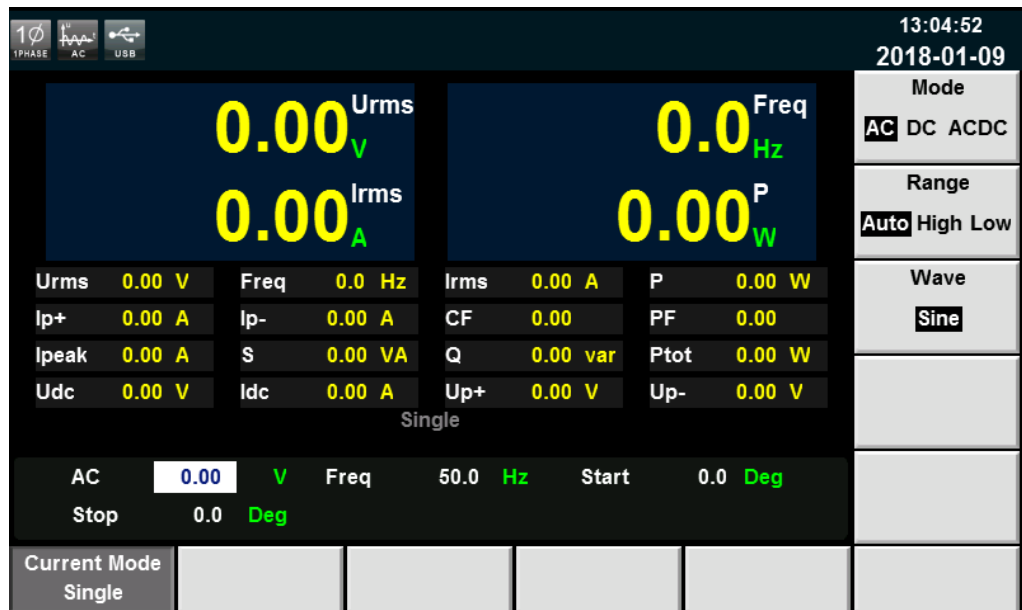 1Ø
1PHASE
U
t
AC
USB
13:04:52
2018-01-09
0.00 Urms V
0.0 Freq Hz
0.00 Irms A
0.00 P W
Urms 0.00 V Freq 0.0 Hz Irms 0.00 A P 0.00 W
Ip+ 0.00 A Ip- 0.00 A CF 0.00 PF 0.00
Ipeak 0.00 A S 0.00 VA Q 0.00 var Ptot 0.00 W
Udc 0.00 V Idc 0.00 A Up+ 0.00 V Up- 0.00 V
Single
AC 0.00 V Freq 50.0 Hz Start 0.0 Deg
Stop 0.0 Deg
Mode
AC DC ACDC
Range
Auto High Low
Wave
Sine
Current Mode
Single